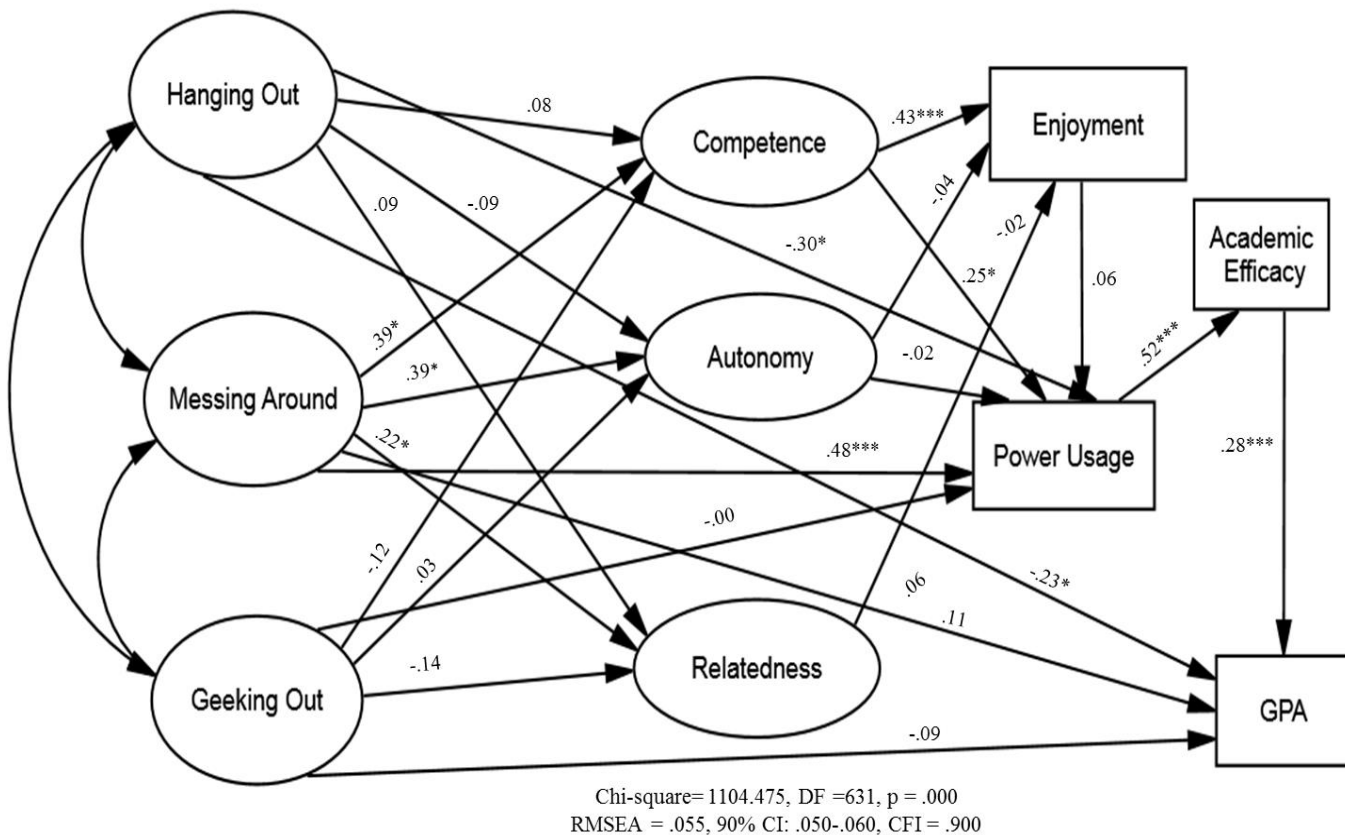 Hanging Out
.08
Competence
.43***
Enjoyment
.09
-.09
-.04
-.02
-.30*
.25*
.06
Academic
Efficacy
.39*
Messing Around
.39*
Autonomy
-.02
.52***
.22*
.48***
Power Usage
.28***
-.00
-.12
.03
.06
-.23*
.11
Geeking Out
-.14
Relatedness
GPA
-.09
Chi-square= 1104.475, DF =631, p = .000
RMSEA = .055, 90% CI: .050-.060, CFI = .900